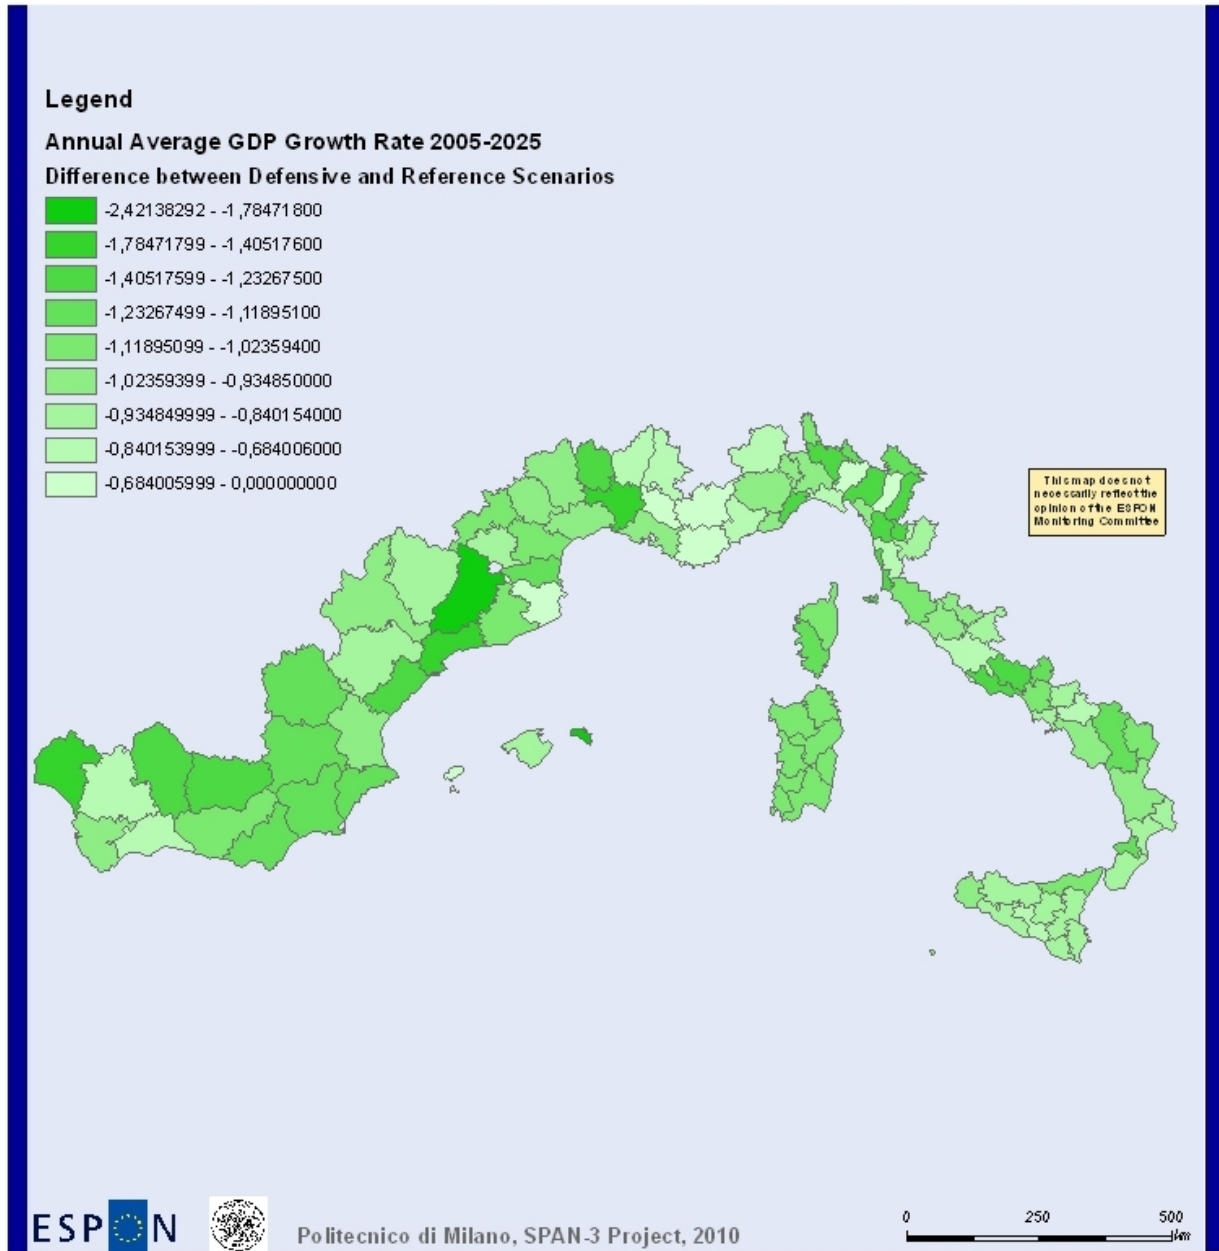 Legend
Annual Average GDP Growth Rate 2005-2025
Difference between Defensive and Reference Scenarios
-2,42138292 - -1,78471800
-1,78471799 - -1,40517600
-1,40517599 - -1,23267500
-1,23267499 - -1,11895100
-1,11895099 - -1,02359400
-1,02359399 - -0,934850000
-0,934849999 - -0,840154000
-0,840153999 - -0,684006000
-0,684005999 - 0,000000000
This map does not
necessarily reflect the
opinion of the ESPON
Monitoring Committee
ESPON
Politecnico di Milano, SPAN-3 Project, 2010
0 250 500
km